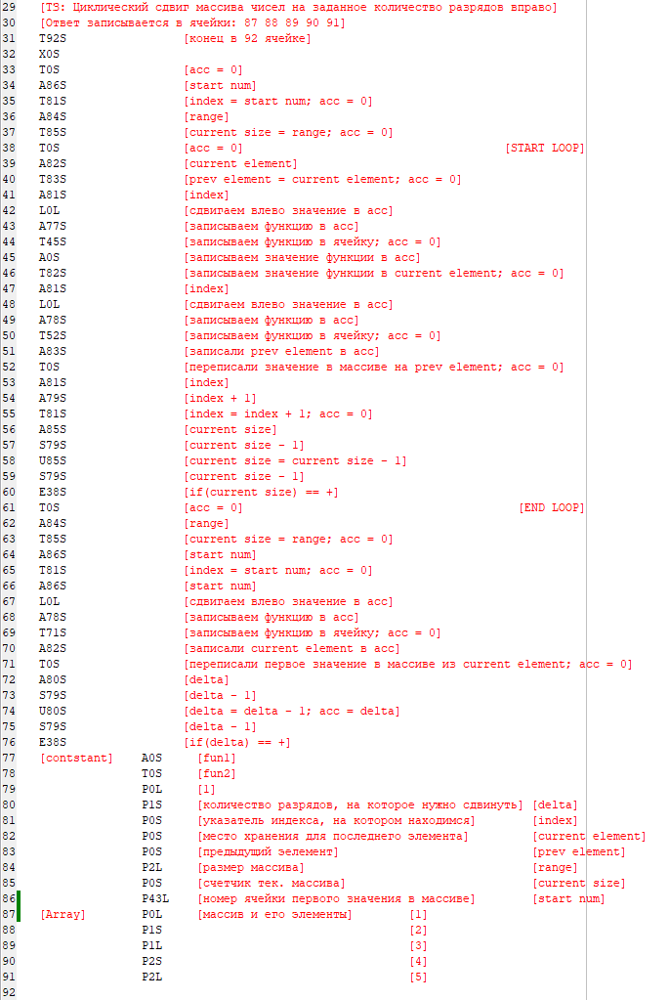 29 [ТЗ: Циклический сдвиг массива чисел на заданное количество разрядов вправо]
30 [Ответ записывается в ячейки: 87 88 89 90 91]
31 T92S [конец в 92 ячейке]
32 X0S
33 T0S [acc = 0]
34 A86S [start num]
35 T81S [index = start num; acc = 0]
36 A84S [range]
37 T85S [current size = range; acc = 0]
38 T0S [acc = 0] [START LOOP]
39 A82S [current element]
40 T83S [prev element = current element; acc = 0]
41 A81S [index]
42 L0L [сдвигаем влево значение в acc]
43 A77S [записываем функцию в acc]
44 T45S [записываем функцию в ячейку; acc = 0]
45 A0S [записываем значение функции в acc]
46 T82S [записываем значение функции в current element; acc = 0]
47 A81S [index]
48 L0L [сдвигаем влево значение в acc]
49 A78S [записываем функцию в acc]
50 T52S [записываем функцию в ячейку; acc = 0]
51 A83S [записали prev element в acc]
52 T0S [переписали значение в массиве на prev element; acc = 0]
53 A81S [index]
54 A79S [index + 1]
55 T81S [index = index + 1; acc = 0]
56 A85S [current size]
57 S79S [current size - 1]
58 U85S [current size = current size - 1]
59 S79S [current size - 1]
60 E38S [if(current size) == +]
61 T0S [acc = 0] [END LOOP]
62 A84S [range]
63 T85S [current size = range; acc = 0]
64 A86S [start num]
65 T81S [index = start num; acc = 0]
66 A86S [start num]
67 L0L [сдвигаем влево значение в acc]
68 A78S [записываем функцию в acc]
69 T71S [записываем функцию в ячейку; acc = 0]
70 A82S [записали current element в acc]
71 T0S [переписали первое значение в массиве из current element; acc = 0]
72 A80S [delta]
73 S79S [delta - 1]
74 U80S [delta = delta - 1; acc = delta]
75 S79S [delta - 1]
76 E38S [if(delta) == +]
77 [contstant] A0S [fun1]
78 T0S [fun2]
79 P0L [1]
80 P1S [количество разрядов, на которое нужно сдвинуть] [delta]
81 P0S [указатель индекса, на котором находимся] [index]
82 P0S [место хранения для последнего элемента] [current element]
83 P0S [предыдущий эелемент] [prev element]
84 P2L [размер массива] [range]
85 P0S [счетчик тек. массива] [current size]
86 P43L [номер ячейки первого значения в массиве] [start num]
87 [Array] P0L [массив и его элементы] [1]
88 P1S [2]
89 P1L [3]
90 P2S [4]
91 P2L [5]
92